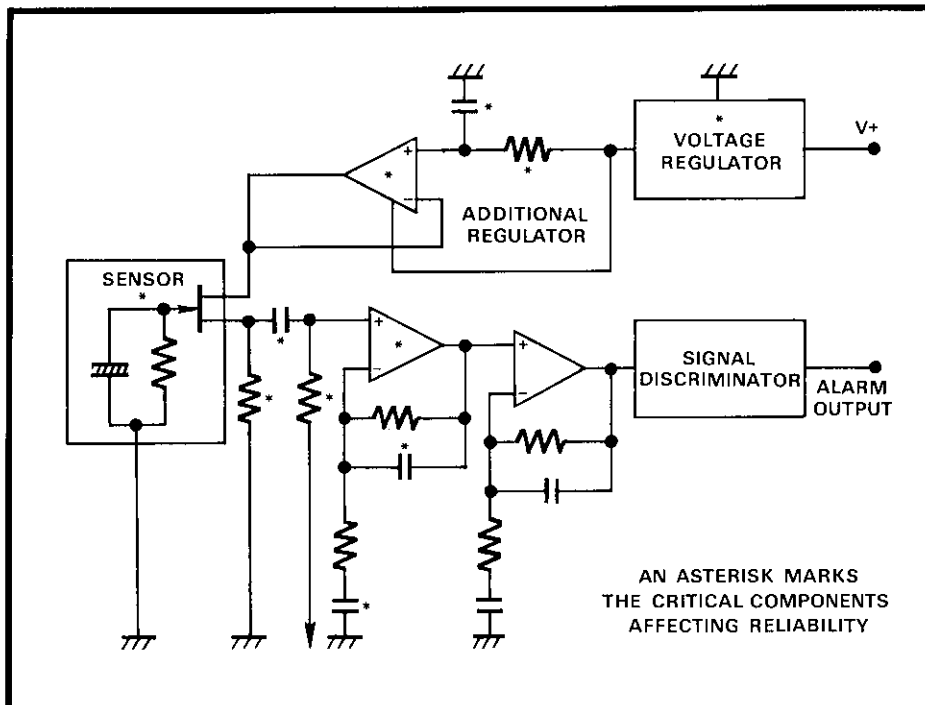 *
*
VOLTAGE
REGULATOR
V+
+
*
*
−
ADDITIONAL
REGULATOR
SENSOR
*
*
*
*
+
*
−
*
*
+
−
SIGNAL
DISCRIMINATOR
ALARM
OUTPUT
AN ASTERISK MARKS
THE CRITICAL COMPONENTS
AFFECTING RELIABILITY